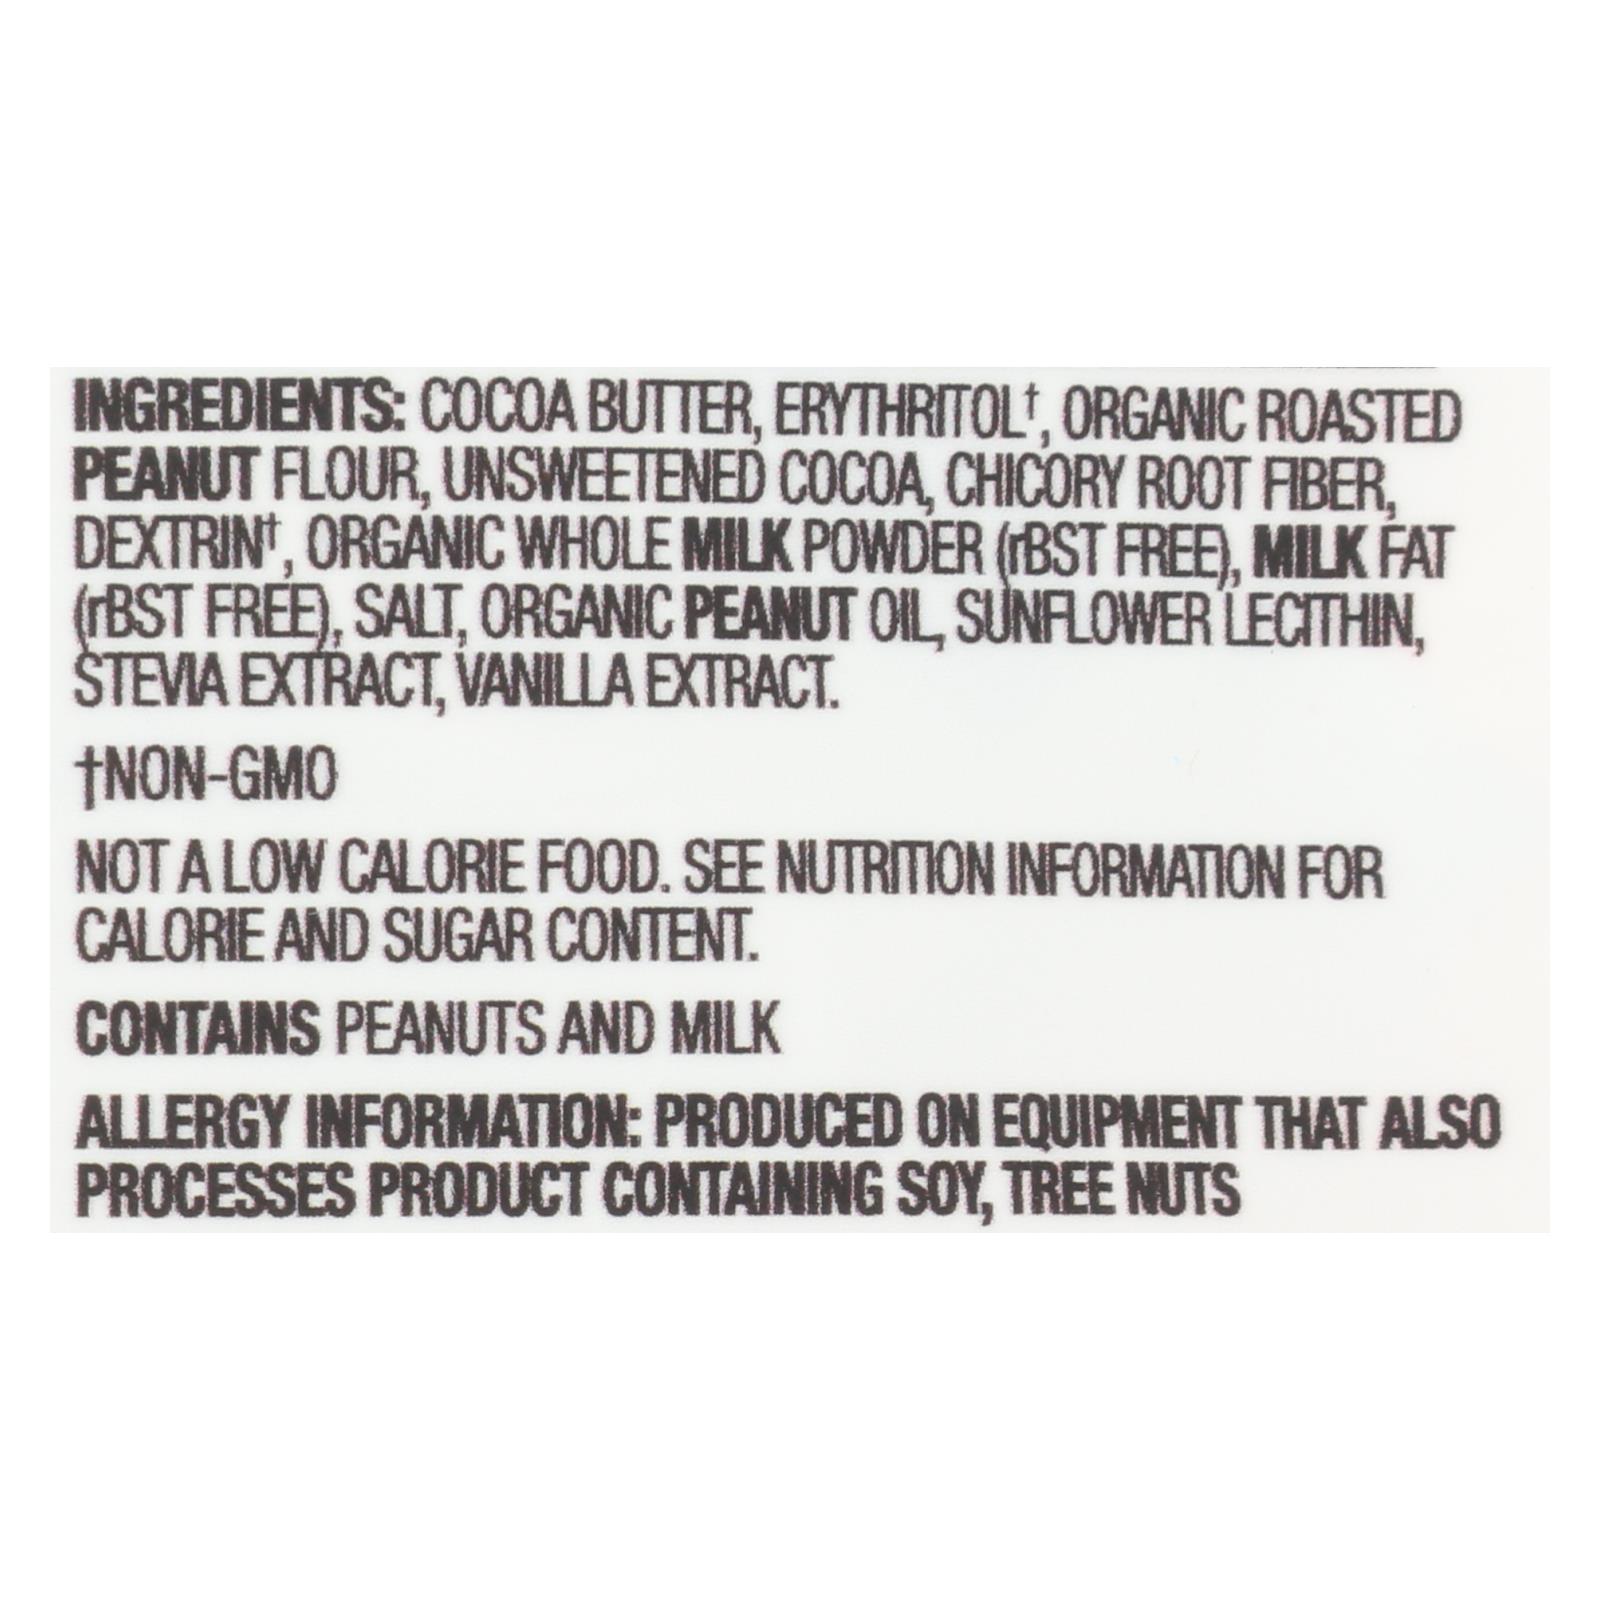 INGREDIENTS: COCOA BUTTER, ERYTHRITOL†, ORGANIC ROASTED
PEANUT FLOUR, UNSWEETENED COCOA, CHICORY ROOT FIBER,
DEXTRIN†, ORGANIC WHOLE MILK POWDER (rBST FREE), MILK FAT
(rBST FREE), SALT, ORGANIC PEANUT OIL, SUNFLOWER LECITHIN,
STEVIA EXTRACT, VANILLA EXTRACT.
†NON-GMO
NOT A LOW CALORIE FOOD. SEE NUTRITION INFORMATION FOR
CALORIE AND SUGAR CONTENT.
CONTAINS PEANUTS AND MILK
ALLERGY INFORMATION: PRODUCED ON EQUIPMENT THAT ALSO
PROCESSES PRODUCT CONTAINING SOY, TREE NUTS